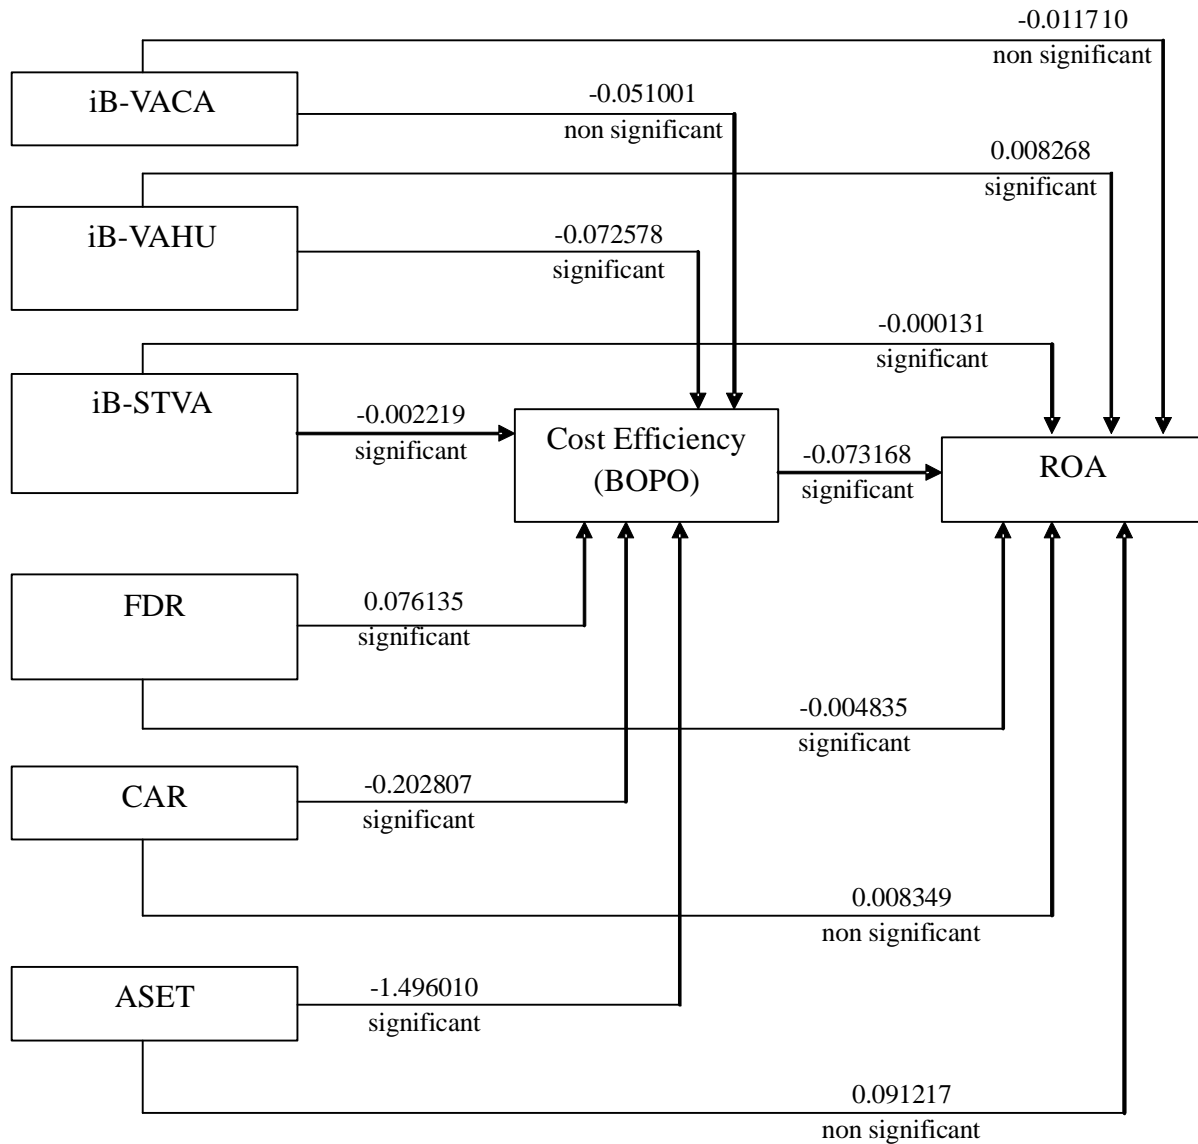 -0.011710
non significant
iB-VACA
-0.051001
non significant
0.008268
significant
iB-VAHU
-0.072578
significant
-0.000131
significant
iB-STVA
-0.002219
significant
Cost Efficiency
(BOPO)
-0.073168
significant
ROA
FDR
0.076135
significant
-0.004835
significant
CAR
-0.202807
significant
0.008349
non significant
ASET
-1.496010
significant
0.091217
non significant